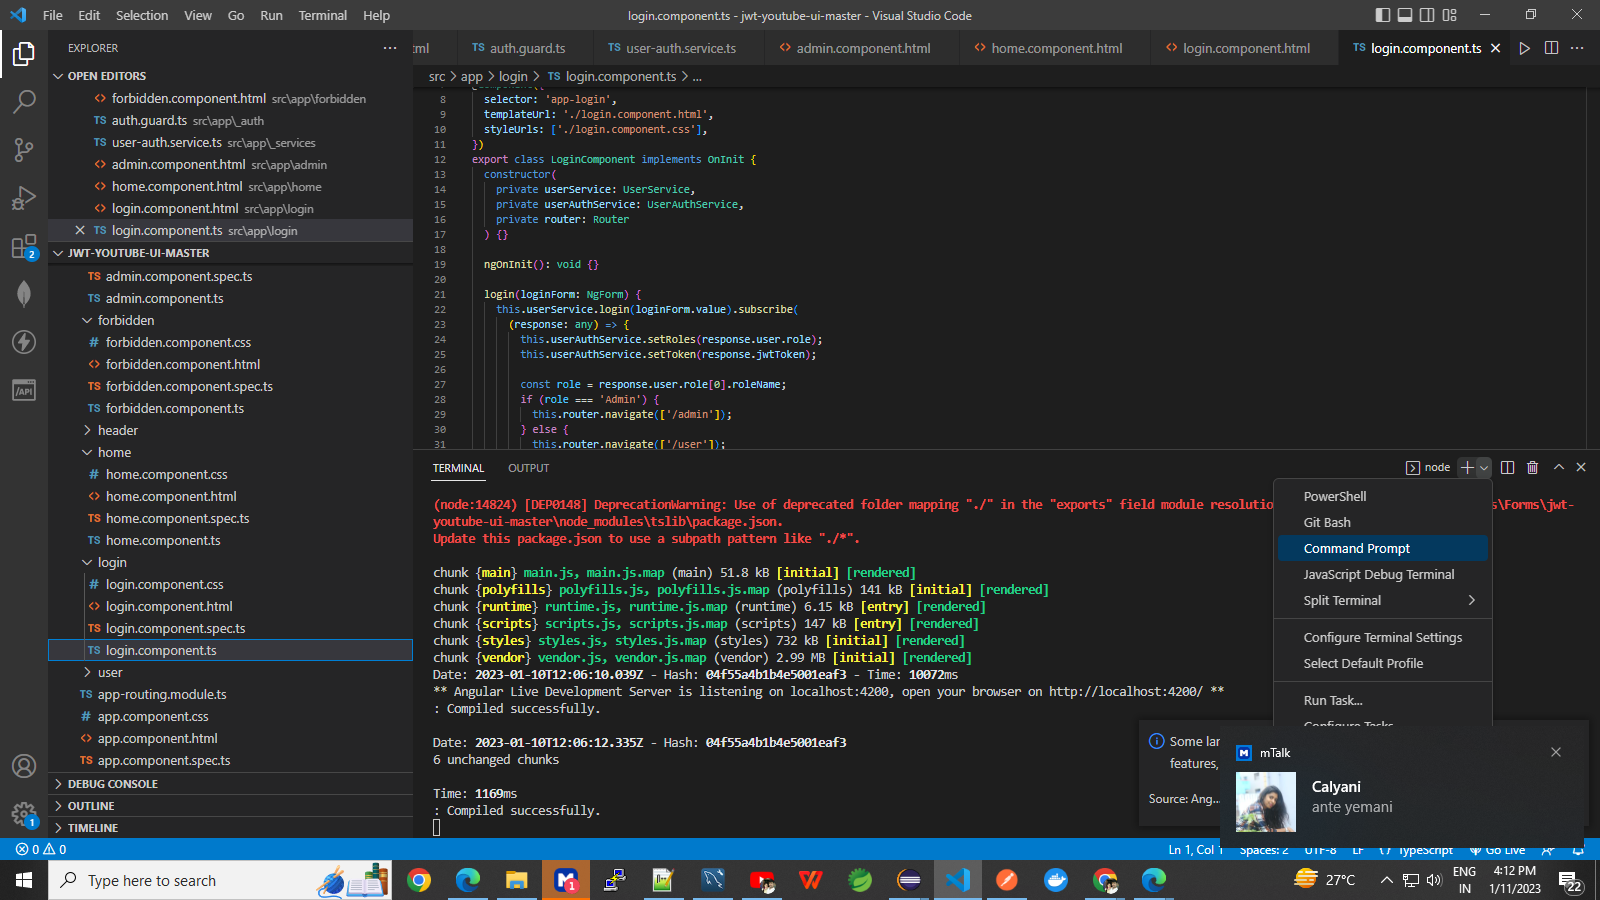 File Edit Selection View Go Run Terminal Help
login.component.ts - jwt-youtube-ui-master - Visual Studio Code
EXPLORER
OPEN EDITORS
forbidden.component.html src\app\forbidden
auth.guard.ts src\app\_auth
user-auth.service.ts src\app\_services
admin.component.html src\app\admin
home.component.html src\app\home
login.component.html src\app\login
TS login.component.ts src\app\login
JWT-YOUTUBE-UI-MASTER
TS admin.component.spec.ts
TS admin.component.ts
forbidden
# forbidden.component.css
<> forbidden.component.html
TS forbidden.component.spec.ts
TS forbidden.component.ts
header
home
# home.component.css
<> home.component.html
TS home.component.spec.ts
TS home.component.ts
login
# login.component.css
<> login.component.html
TS login.component.spec.ts
TS login.component.ts
user
TS app-routing.module.ts
# app.component.css
<> app.component.html
TS app.component.spec.ts
DEBUG CONSOLE
OUTLINE
TIMELINE
2
/API
1
TS auth.guard.ts
TS user-auth.service.ts
<> admin.component.html
<> home.component.html
<> login.component.html
TS login.component.ts
src > app > login > TS login.component.ts > ...
8 selector: 'app-login',
9 templateUrl: './login.component.html',
10 styleUrls: ['./login.component.css'],
11 })
12 export class LoginComponent implements OnInit {
13 constructor(
14 private userService: UserService,
15 private userAuthService: UserAuthService,
16 private router: Router
17 ) {}
18
19 ngOnInit(): void {}
20
21 login(loginForm: NgForm) {
22 this.userService.login(loginForm.value).subscribe(
23 (response: any) => {
24 this.userAuthService.setRoles(response.user.role);
25 this.userAuthService.setToken(response.jwtToken);
26
27 const role = response.user.role[0].roleName;
28 if (role === 'Admin') {
29 this.router.navigate(['/admin']);
30 } else {
31 this.router.navigate(['/user']);
TERMINAL OUTPUT
node
(node:14824) [DEP0148] DeprecationWarning: Use of deprecated folder mapping "./" in the "exports" field module resolutio s\Forms\jwt-
youtube-ui-master\node_modules\tslib\package.json.
Update this package.json to use a subpath pattern like "./*".
chunk {main} main.js, main.js.map (main) 51.8 kB [initial] [rendered]
chunk {polyfills} polyfills.js, polyfills.js.map (polyfills) 141 kB [initial] [rendered]
chunk {runtime} runtime.js, runtime.js.map (runtime) 6.15 kB [entry] [rendered]
chunk {scripts} scripts.js, scripts.js.map (scripts) 147 kB [entry] [rendered]
chunk {styles} styles.js, styles.js.map (styles) 732 kB [initial] [rendered]
chunk {vendor} vendor.js, vendor.js.map (vendor) 2.99 MB [initial] [rendered]
Date: 2023-01-10T12:06:10.039Z - Hash: 04f55a4b1b4e5001eaf3 - Time: 10072ms
** Angular Live Development Server is listening on localhost:4200, open your browser on http://localhost:4200/ **
: Compiled successfully.
Date: 2023-01-10T12:06:12.335Z - Hash: 04f55a4b1b4e5001eaf3
6 unchanged chunks
Time: 1169ms
: Compiled successfully.
PowerShell
Git Bash
Command Prompt
JavaScript Debug Terminal
Split Terminal
Configure Terminal Settings
Select Default Profile
Run Task...
Configure Tasks...
Some lan
features,
Source: Ang...
M mTalk
Calyani
ante yemani
0 0
Ln 1, Col 1 Spaces: 2 UTF-8 LF TypeScript Go Live
Type here to search
1
27°C
ENG
IN
4:12 PM
1/11/2023
22